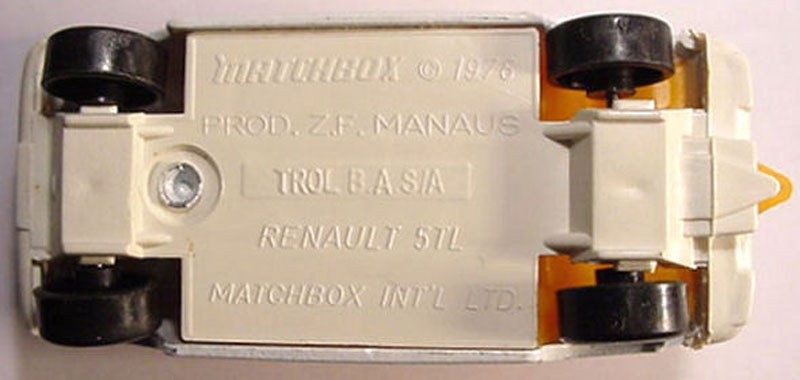 MATCHBOX © 1976
PROD. Z.F. MANAUS
TROL B.A S/A
RENAULT 5TL
MATCHBOX INT'L LTD.